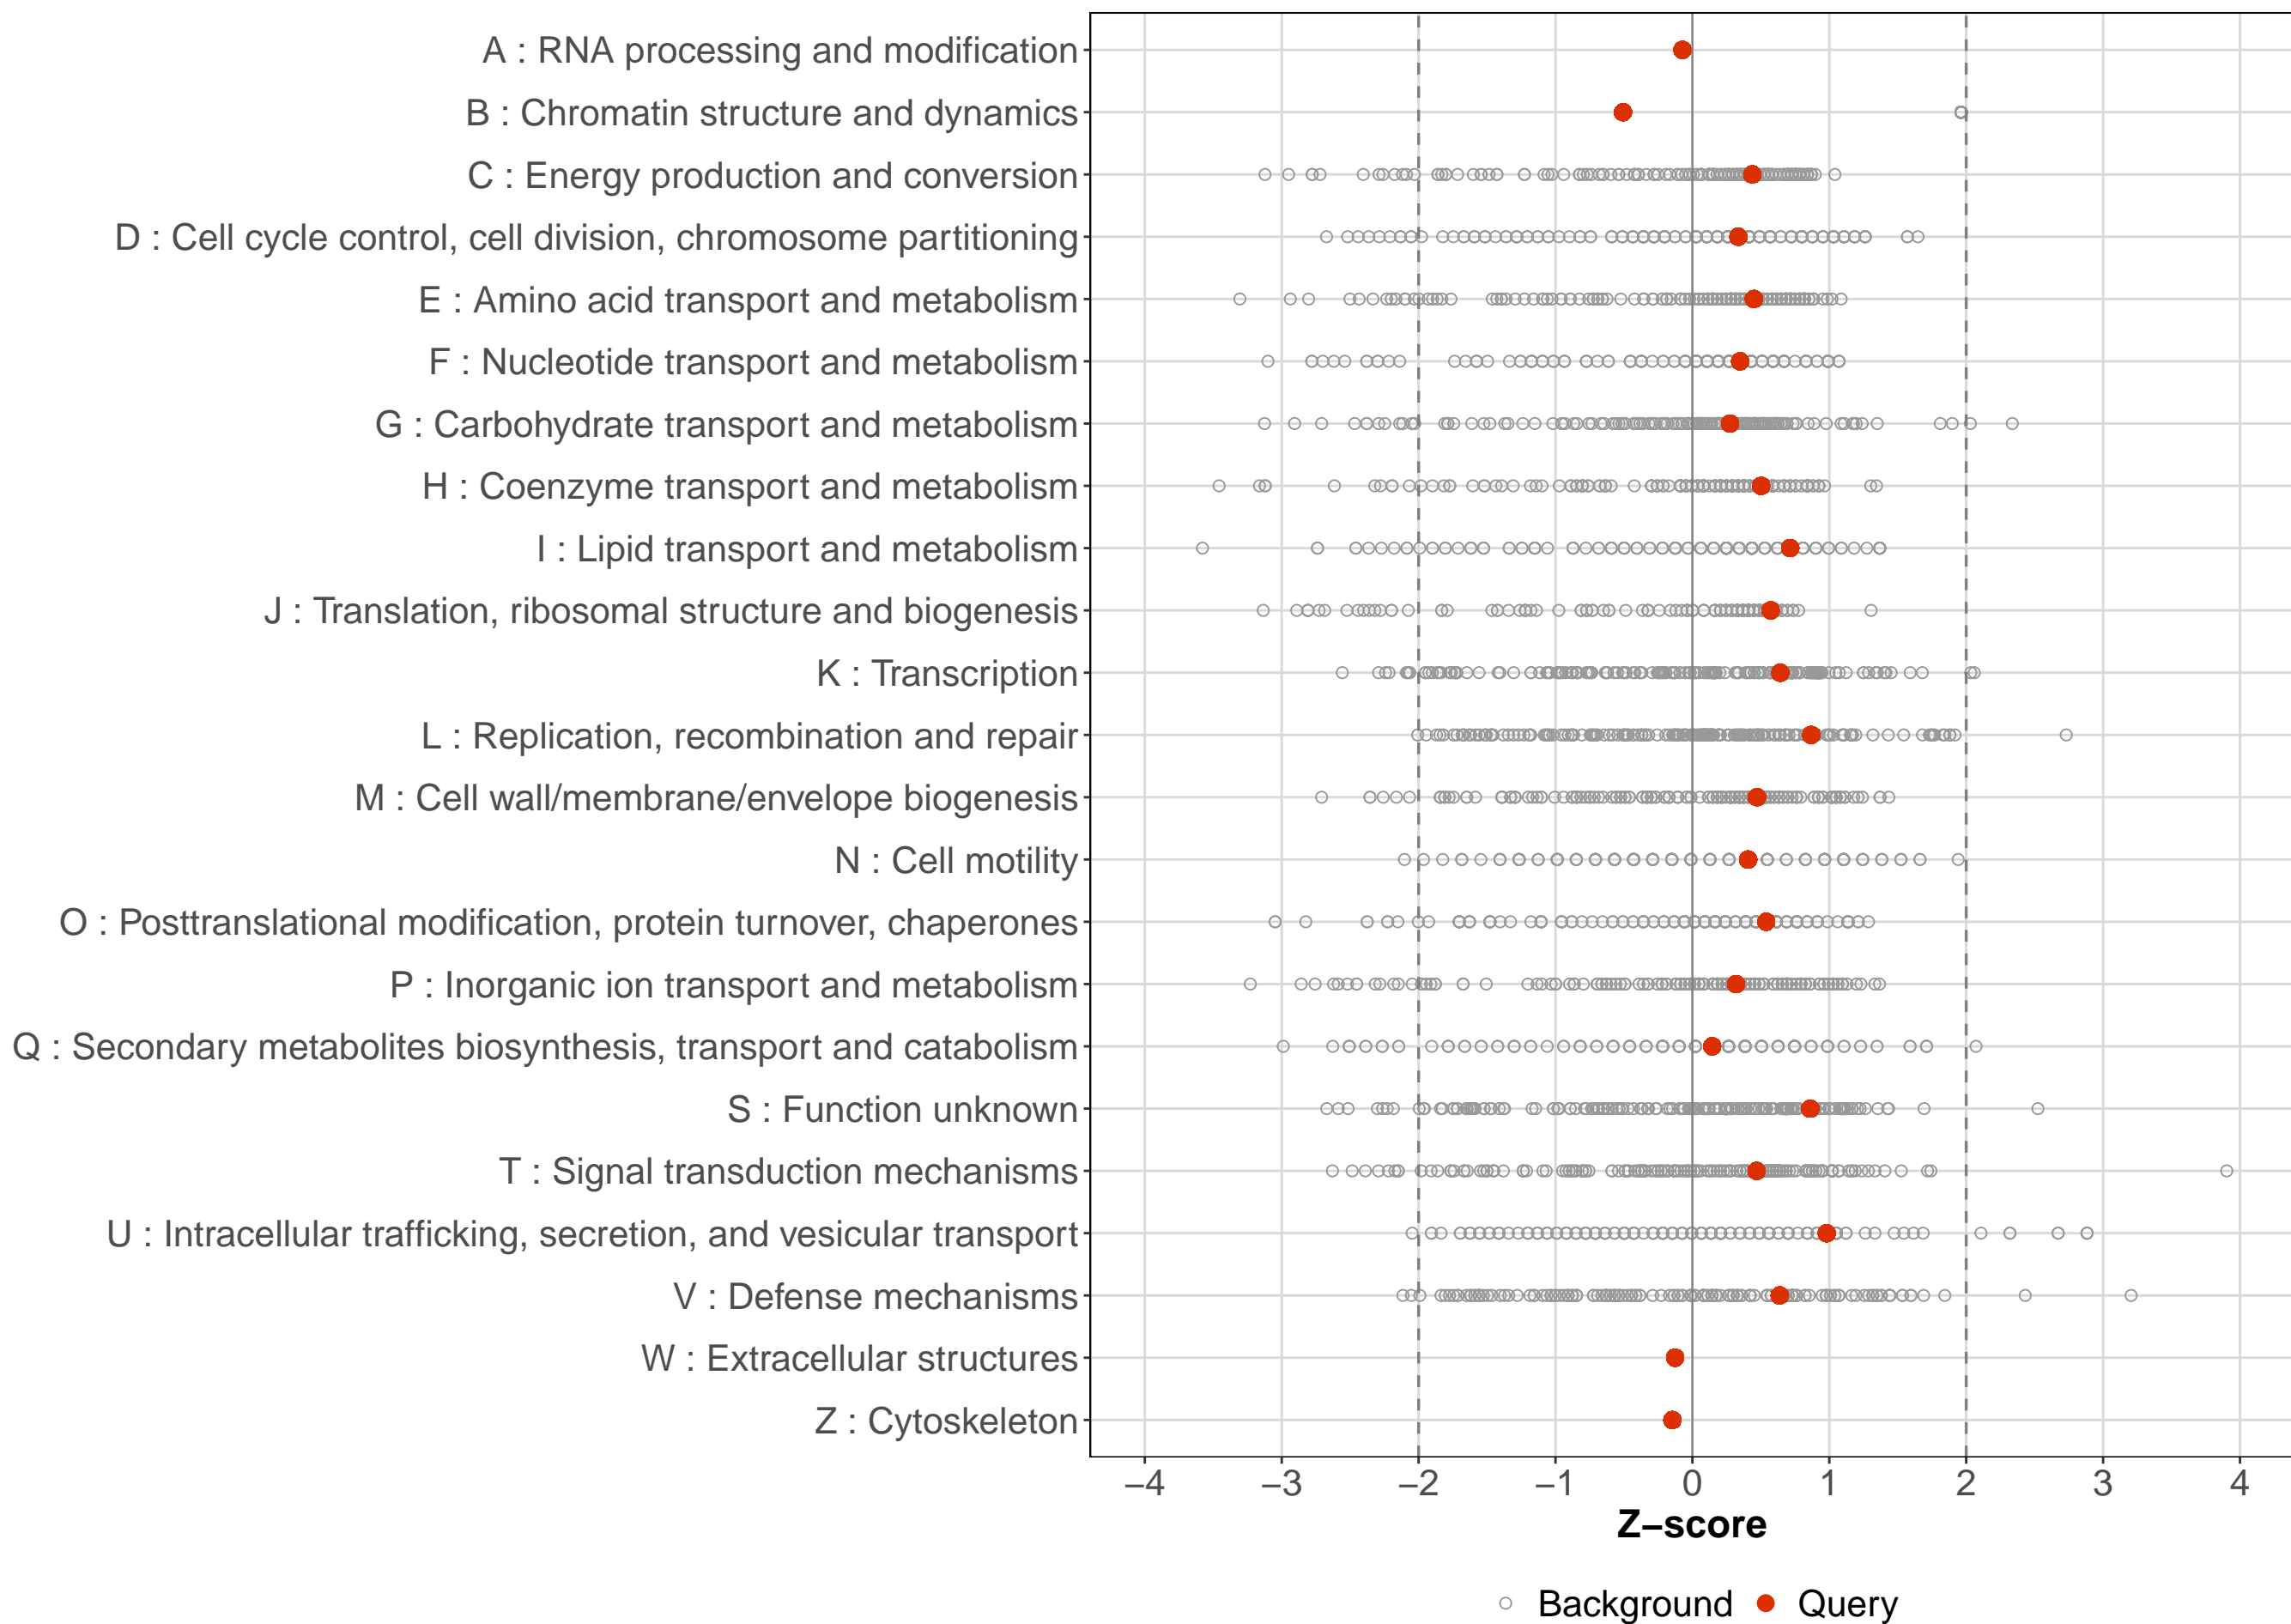 A : RNA processing and modification
B : Chromatin structure and dynamics
C : Energy production and conversion
D : Cell cycle control, cell division, chromosome partitioning
E : Amino acid transport and metabolism
F : Nucleotide transport and metabolism
G : Carbohydrate transport and metabolism
H : Coenzyme transport and metabolism
I : Lipid transport and metabolism
J : Translation, ribosomal structure and biogenesis
K : Transcription
L : Replication, recombination and repair
M : Cell wall/membrane/envelope biogenesis
N : Cell motility
O : Posttranslational modification, protein turnover, chaperones
P : Inorganic ion transport and metabolism
Q : Secondary metabolites biosynthesis, transport and catabolism
S : Function unknown
T : Signal transduction mechanisms
U : Intracellular trafficking, secretion, and vesicular transport
V : Defense mechanisms
W : Extracellular structures
Z : Cytoskeleton
−4 −3 −2 −1 0 1 2 3 4
Z−score
Background Query